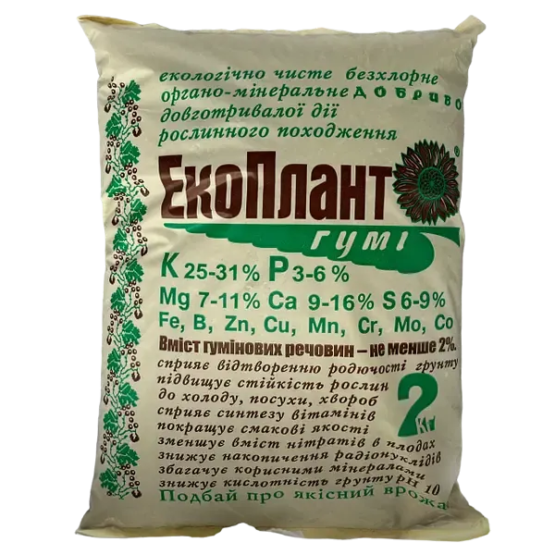 екологічно чисте безхлорне
органо-мінеральне добриво
довготривалої дії
рослинного походження
ЕкоПлант ®
гумі
K 25-31% P 3-6 %
Mg 7-11% Ca 9-16% S 6-9%
Fe, B, Zn, Cu, Mn, Cr, Mo, Co
Вміст гумінових речовин – не менше 2%.
сприяє відтворенню родючості ґрунту
підвищує стійкість рослин
до холоду, посухи, хвороб
сприяє синтезу вітамінів
покращує смакові якості
2 кг
зменшує вміст нітратів в плодах
знижує накопичення радіонуклідів
збагачує корисними мінералами
знижує кислотність ґрунту pH 10
Подбай про якісний врожа